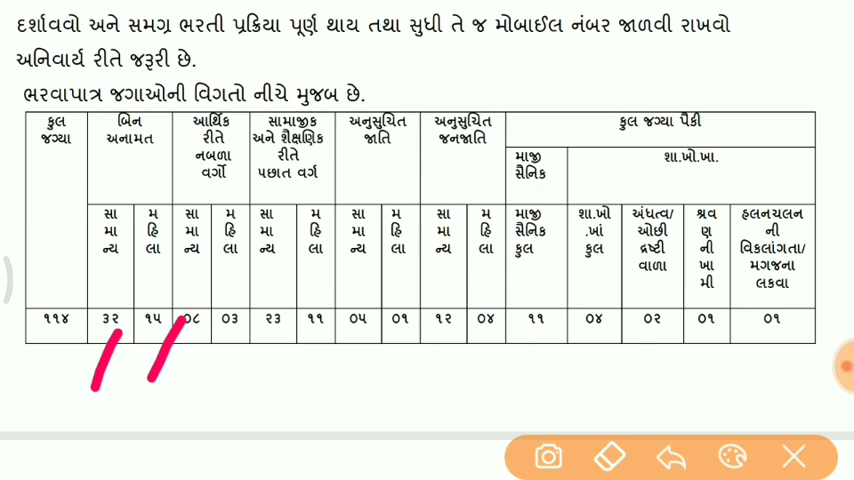 દર્શાવવો અને સમગ્ર ભરતી પ્રક્રિયા પૂર્ણ થાય તથા સુધી તે જ મોબાઈલ નંબર જાળવી રાખવો
અનિવાર્ય રીતે જરૂરી છે.
ભરવાપાત્ર જગાઓની વિગતો નીચે મુજબ છે.
કુલ જગ્યા
બિન અનામત
આર્થિક રીતે નબળા વર્ગો
સામાજીક અને શૈક્ષણિક રીતે પછાત વર્ગ
અનુસુચિત જાતિ
અનુસુચિત જનજાતિ
કુલ જગ્યા પૈકી
માજી સૈનિક
શા.ખો.ખા.
સામાન્ય
મહિલા
સામાન્ય
મહિલા
સામાન્ય
મહિલા
સામાન્ય
મહિલા
સામાન્ય
મહિલા
માજી સૈનિક કુલ
શા.ખો.ખાં કુલ
અંધત્વ/ઓછી દ્રષ્ટી વાળા
શ્રવણની ખામી
હલનચલનની વિકલાંગતા/મગજના લકવા
૧૧૪ ૩૨ ૧૫ ૦૮ ૦૩ ૨૩ ૧૧ ૦૫ ૦૧ ૧૨ ૦૪ ૧૧ ૦૪ ૦૨ ૦૧ ૦૧